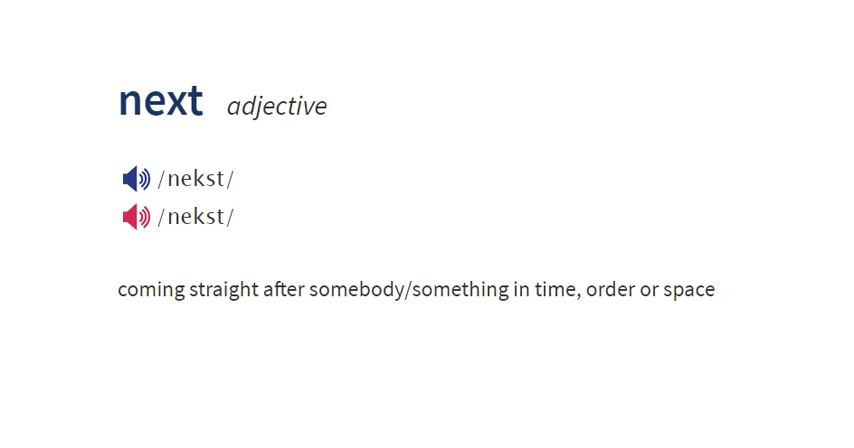 next adjective
/nekst/
/nekst/
coming straight after somebody/something in time, order or space